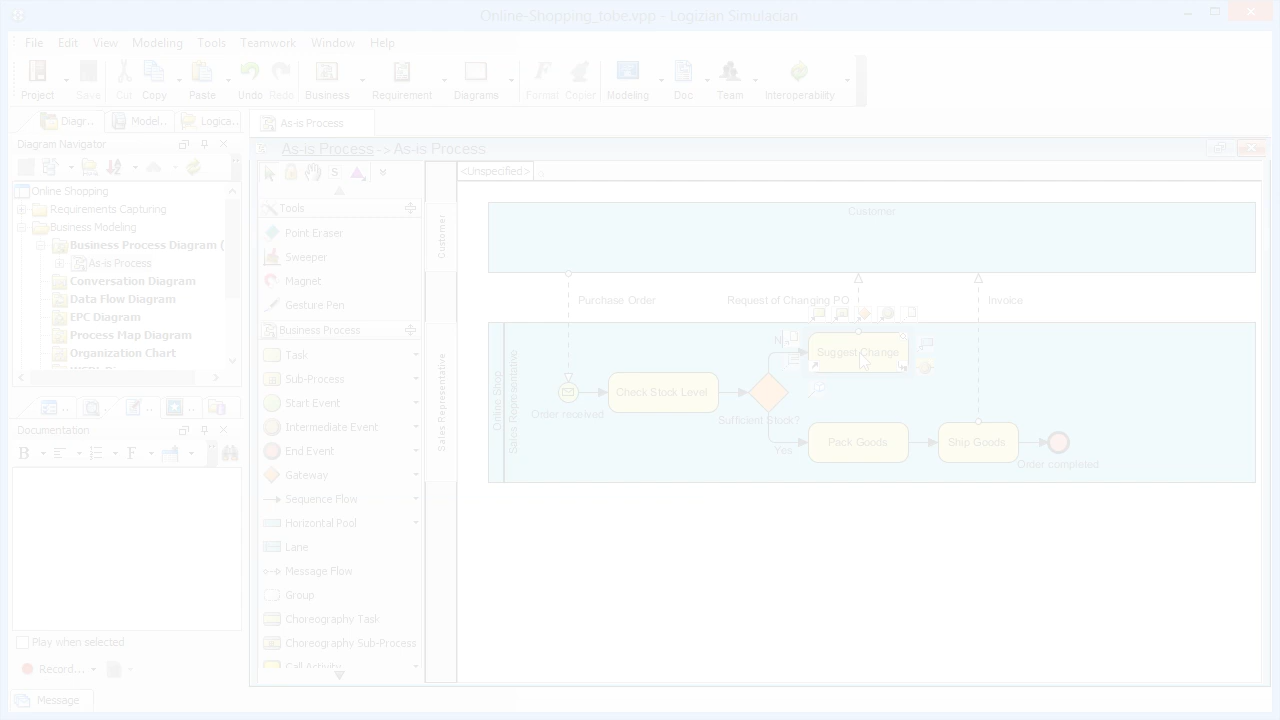 Online-Shopping_tobe.vpp - Logizian Simulacian
File Edit View Modeling Tools Teamwork Window Help
Project Save Cut Copy Paste Undo Redo Business Requirement Diagrams Format Copier Modeling Doc Team Interoperability
Diagr.. Model.. Logica..
As-is Process
Diagram Navigator
As-is Process -> As-is Process
S
<Unspecified>
Online Shopping
Requirements Capturing
Business Modeling
Business Process Diagram (
As-is Process
Conversation Diagram
Data Flow Diagram
EPC Diagram
Process Map Diagram
Organization Chart
Documentation
B F
Play when selected
Record...
Message
Tools
Point Eraser
Sweeper
Magnet
Gesture Pen
Business Process
Task
Sub-Process
Start Event
Intermediate Event
End Event
Gateway
Sequence Flow
Horizontal Pool
Lane
Message Flow
Group
Choreography Task
Choreography Sub-Process
Call Activity
Customer
Sales Representative
Customer
Purchase Order
Request of Changing PO
Invoice
Online Shop
Sales Representative
Suggest Change
Check Stock Level
Order received
Sufficient Stock?
Yes
Pack Goods
Ship Goods
Order completed